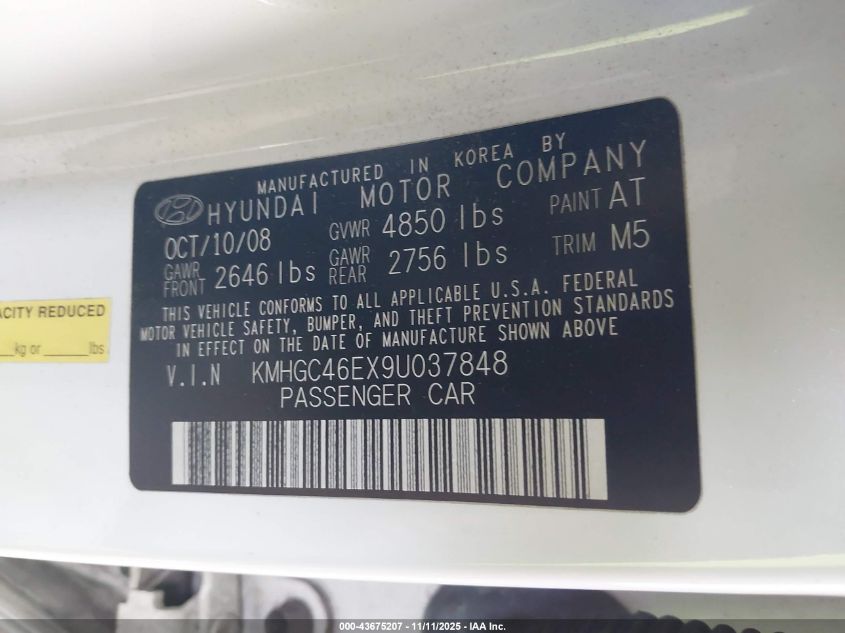 MANUFACTURED IN KOREA BY
HYUNDAI MOTOR COMPANY
OCT/10/08 GVWR 4850 lbs PAINT AT
GAWR FRONT 2646 lbs GAWR REAR 2756 lbs TRIM M5
THIS VEHICLE CONFORMS TO ALL APPLICABLE U.S.A. FEDERAL
MOTOR VEHICLE SAFETY, BUMPER, AND THEFT PREVENTION STANDARDS
IN EFFECT ON THE DATE OF MANUFACTURE SHOWN ABOVE
V.I.N KMHGC46EX9U037848
PASSENGER CAR
ACITY REDUCED
kg or lbs
000-43675207 - 11/11/2025 - IAA Inc.